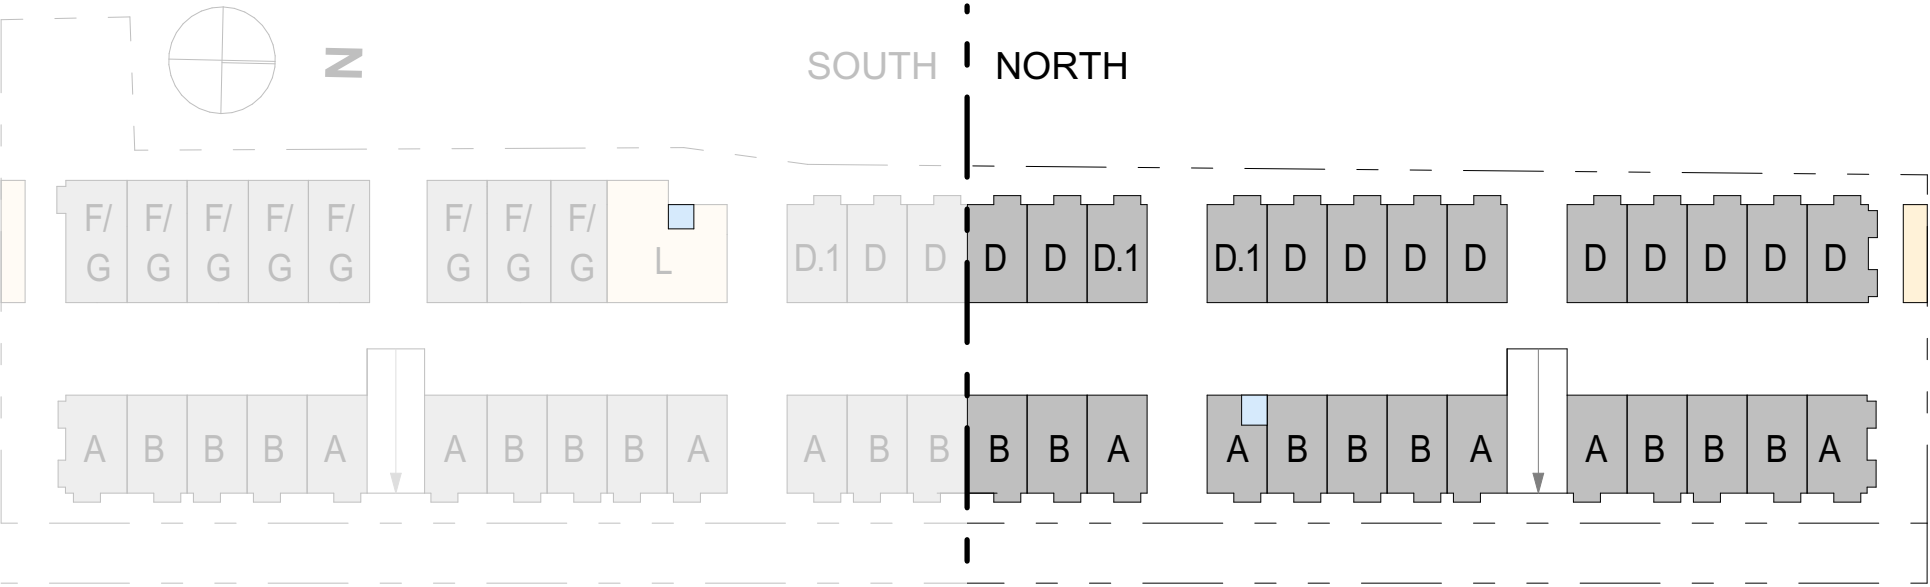 N
SOUTH NORTH
F/ F/ F/ F/ F/ F/ F/ F/
G G G G G G G G L D.1 D D D D D.1 D.1 D D D D D D D D D
A B B B A A B B B A A B B B B A A B B B A A B B B A